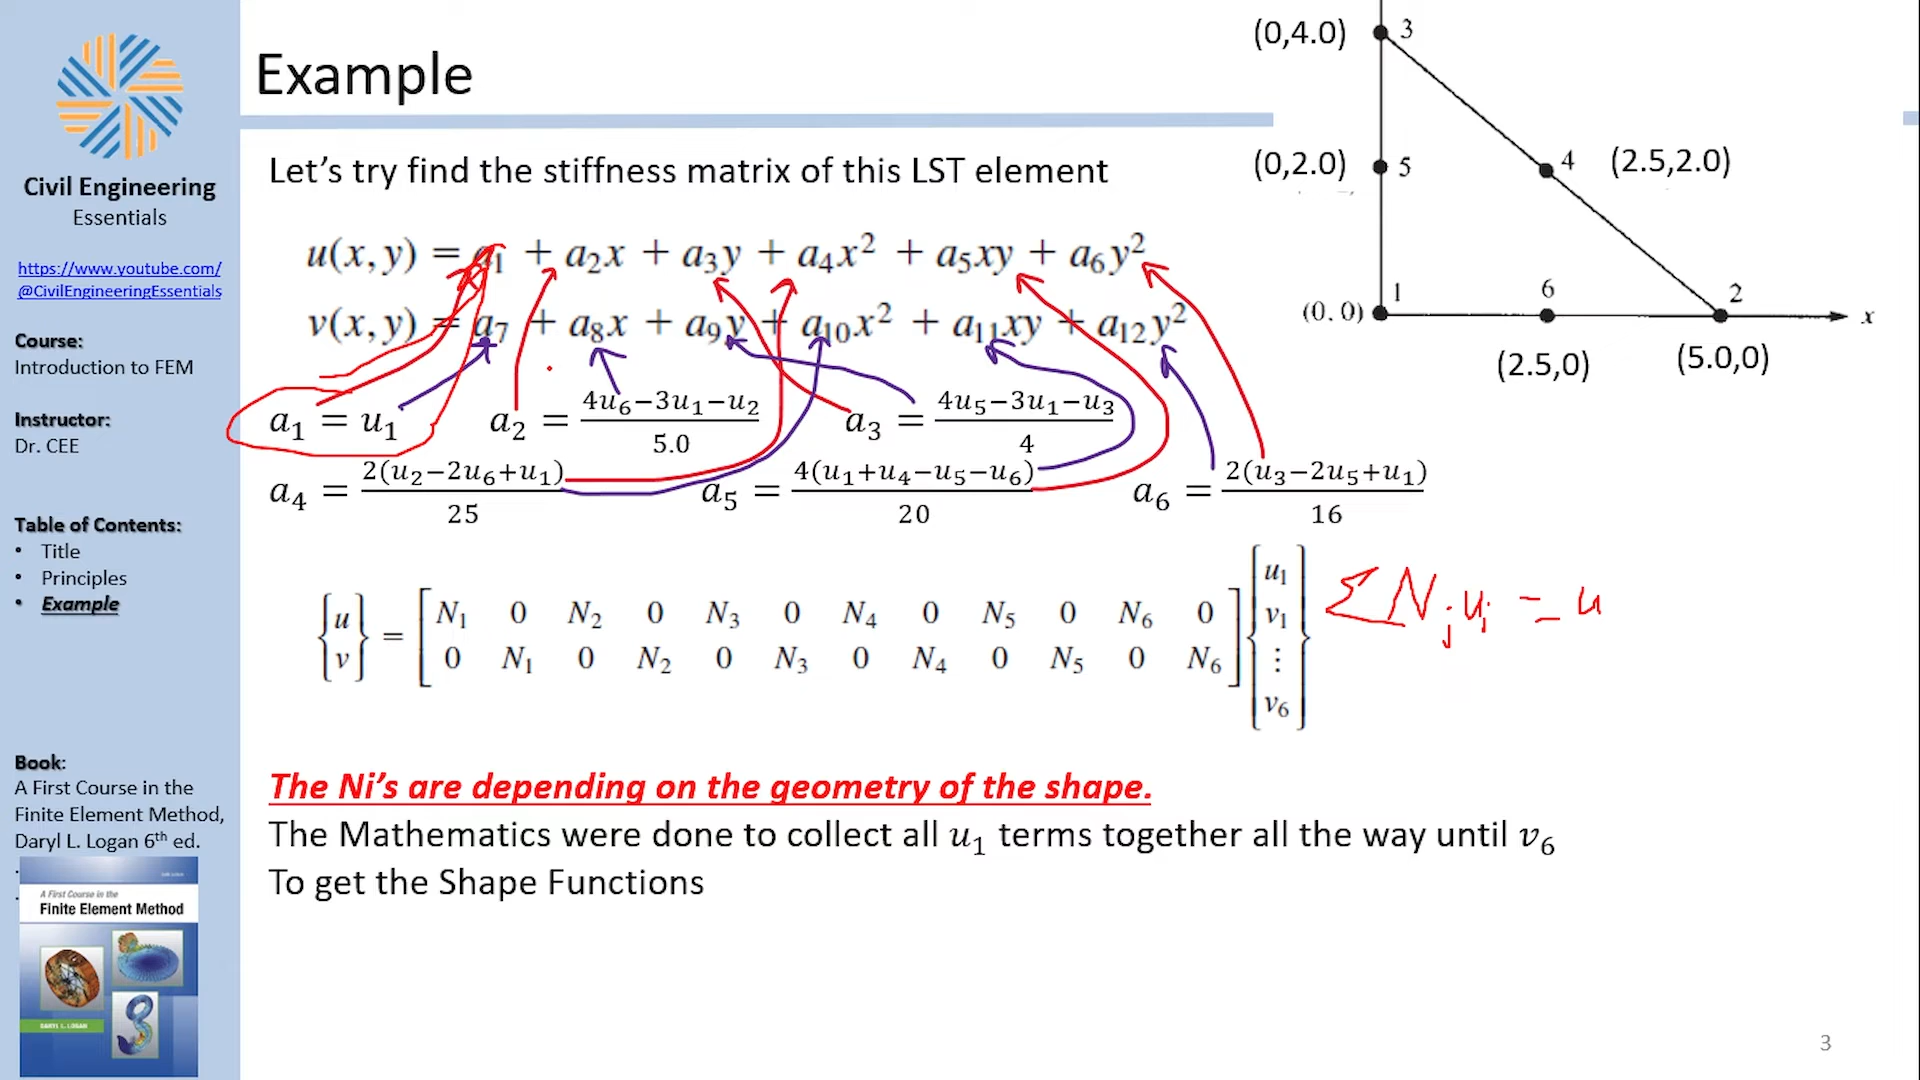 Civil Engineering
Essentials
https://www.youtube.com/
@CivilEngineeringEssentials
Course:
Introduction to FEM
Instructor:
Dr. CEE
Table of Contents:
• Title
• Principles
• Example
Book:
A First Course in the
Finite Element Method,
Daryl L. Logan 6th ed.
A First Course in the
Finite Element Method
DARYL L. LOGAN
Example
Let's try find the stiffness matrix of this LST element
u(x, y) = a₁ + a₂x + a₃y + a₄x² + a₅xy + a₆y²
v(x, y) = a₇ + a₈x + a₉y + a₁₀x² + a₁₁xy + a₁₂y²
a₁ = u₁ a₂ = (4u₆−3u₁−u₂)/5.0 a₃ = (4u₅−3u₁−u₃)/4
a₄ = 2(u₂−2u₆+u₁)/25 a₅ = 4(u₁+u₄−u₅−u₆)/20 a₆ = 2(u₃−2u₅+u₁)/16
{u v} = [N₁ 0 N₂ 0 N₃ 0 N₄ 0 N₅ 0 N₆ 0
0 N₁ 0 N₂ 0 N₃ 0 N₄ 0 N₅ 0 N₆] {u₁ v₁ ⋮ v₆}
ΣNⱼuⱼ = u
The Ni's are depending on the geometry of the shape.
The Mathematics were done to collect all u₁ terms together all the way until v₆
To get the Shape Functions
(0,4.0) 3
(0,2.0) 5 4 (2.5,2.0)
(0, 0) 1 6 2 x
(2.5,0) (5.0,0)
3